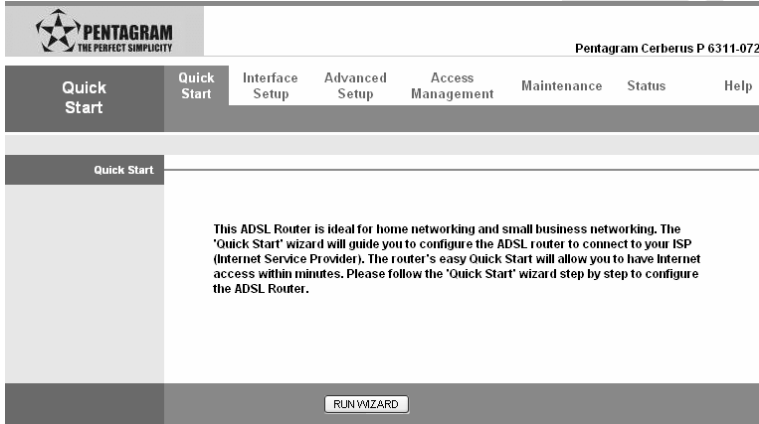 PENTAGRAM
THE PERFECT SIMPLICITY
Pentagram Cerberus P 6311-072
Quick
Start
Quick
Start
Interface
Setup
Advanced
Setup
Access
Management
Maintenance
Status
Help
Quick Start
This ADSL Router is ideal for home networking and small business networking. The
'Quick Start' wizard will guide you to configure the ADSL router to connect to your ISP
(Internet Service Provider). The router's easy Quick Start will allow you to have Internet
access within minutes. Please follow the 'Quick Start' wizard step by step to configure
the ADSL Router.
RUN WIZARD